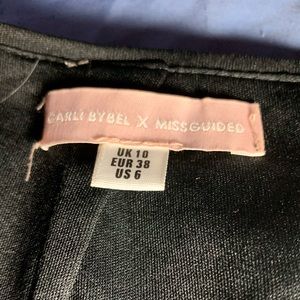 CARLI BYBEL X MISSGUIDED
UK 10
EUR 38
US 6